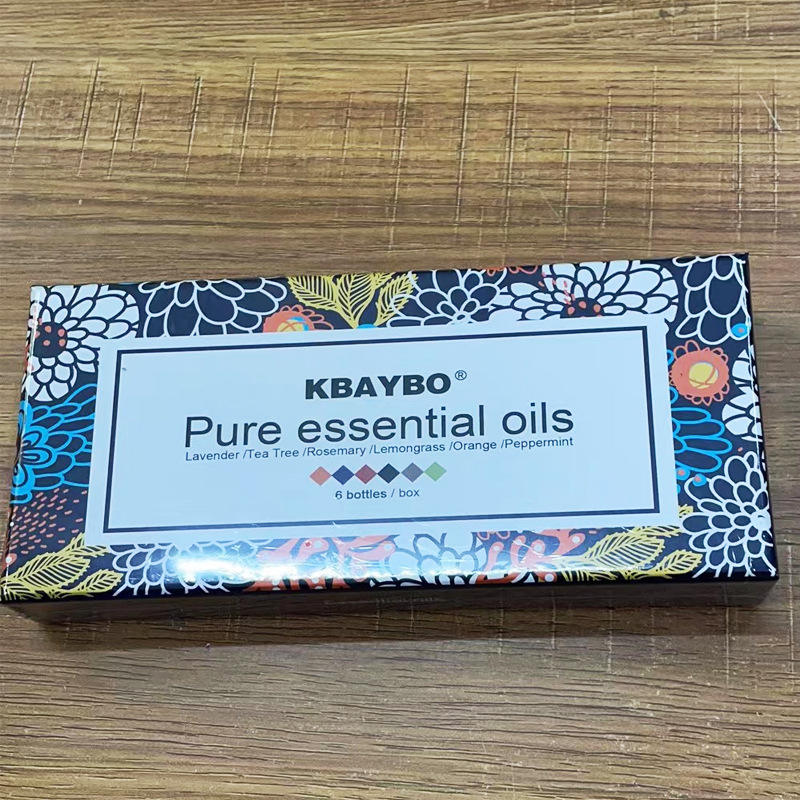 KBAYBO®
Pure essential oils
Lavender /Tea Tree /Rosemary /Lemongrass /Orange /Peppermint
6 bottles / box